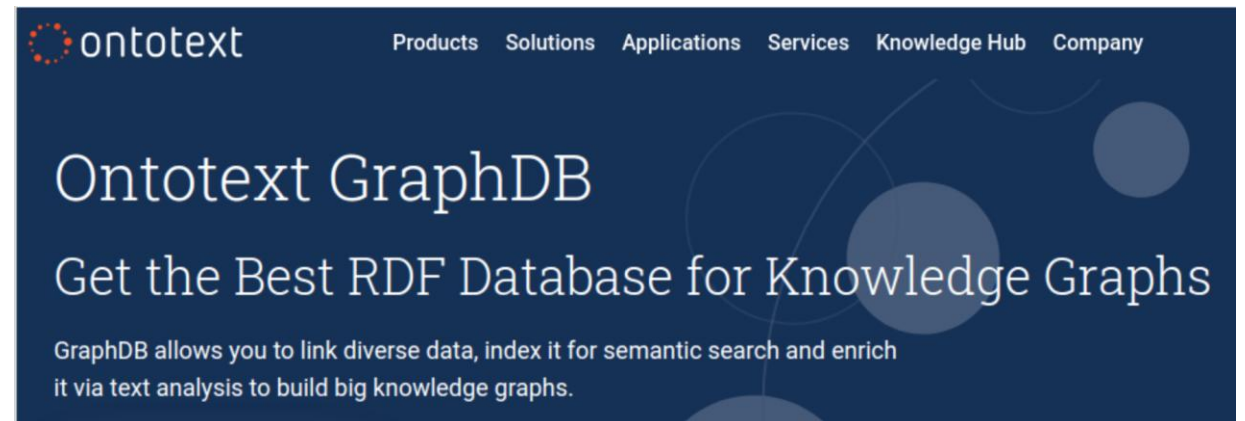 ontotext
Products Solutions Applications Services Knowledge Hub Company
Ontotext GraphDB
Get the Best RDF Database for Knowledge Graphs
GraphDB allows you to link diverse data, index it for semantic search and enrich
it via text analysis to build big knowledge graphs.